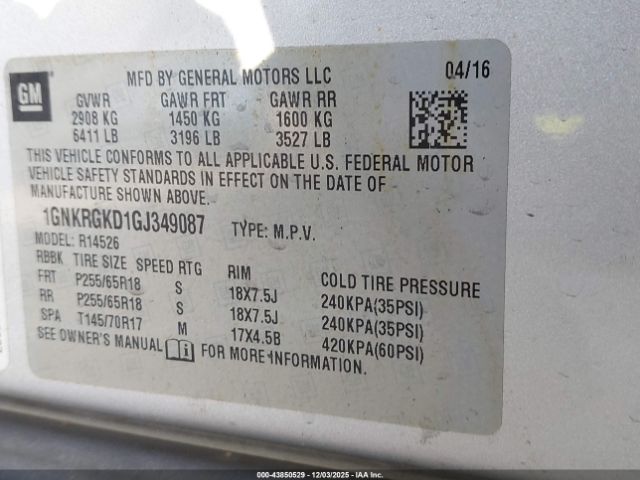 GM
MFD BY GENERAL MOTORS LLC 04/16
GVWR GAWR FRT GAWR RR
2908 KG 1450 KG 1600 KG
6411 LB 3196 LB 3527 LB
THIS VEHICLE CONFORMS TO ALL APPLICABLE U.S. FEDERAL MOTOR
VEHICLE SAFETY STANDARDS IN EFFECT ON THE DATE OF
MANUFACTURE SHOWN ABOVE.
1GNKRGKD1GJ349087 TYPE: M.P.V.
MODEL: R14526
RBBK TIRE SIZE SPEED RTG RIM COLD TIRE PRESSURE
FRT P255/65R18 S 18X7.5J 240KPA(35PSI)
RR P255/65R18 S 18X7.5J 240KPA(35PSI)
SPA T145/70R17 M 17X4.5B 420KPA(60PSI)
SEE OWNER'S MANUAL FOR MORE INFORMATION.
000-43850529 - 12/03/2025 - IAA Inc.